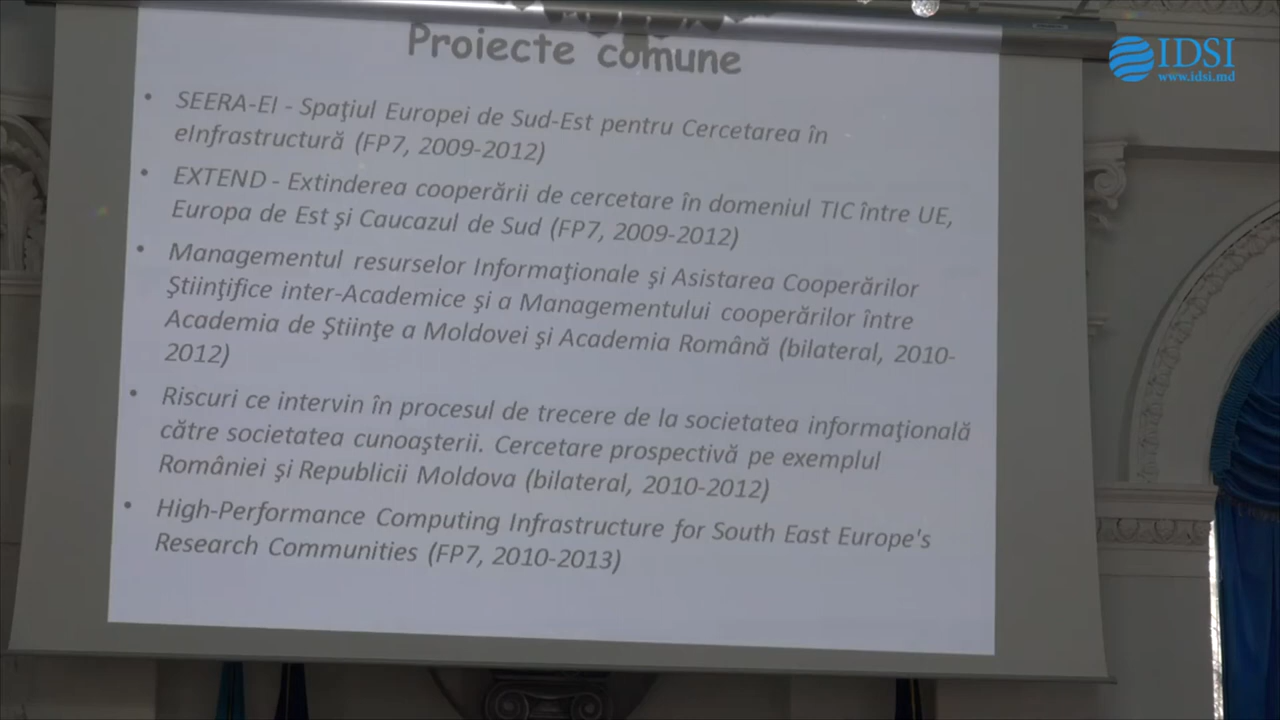 Proiecte comune
• SEERA-EI - Spaţiul Europei de Sud-Est pentru Cercetarea în
eInfrastructură (FP7, 2009-2012)
• EXTEND - Extinderea cooperării de cercetare în domeniul TIC între UE,
Europa de Est şi Caucazul de Sud (FP7, 2009-2012)
• Managementul resurselor Informaţionale şi Asistarea Cooperărilor
Ştiinţifice inter-Academice şi a Managementului cooperărilor între
Academia de Ştiinţe a Moldovei şi Academia Română (bilateral, 2010-
2012)
• Riscuri ce intervin în procesul de trecere de la societatea informaţională
către societatea cunoaşterii. Cercetare prospectivă pe exemplul
României şi Republicii Moldova (bilateral, 2010-2012)
• High-Performance Computing Infrastructure for South East Europe's
Research Communities (FP7, 2010-2013)
IDSI
www.idsi.md